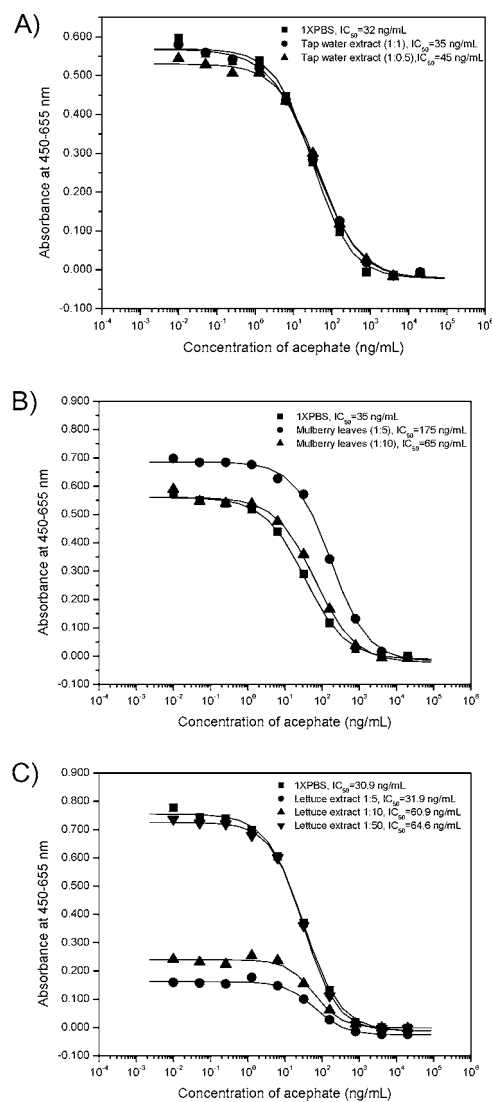 A)
1XPBS, IC50=32 ng/mL
Tap water extract (1:1), IC50=35 ng/mL
Tap water extract (1:0.5),IC50=45 ng/mL
0.600
0.500
0.400
0.300
0.200
0.100
0.000
-0.100
Absorbance at 450-655 nm
10-4 10-3 10-2 10-1 100 101 102 103 104 105 106
Concentration of acephate (ng/mL)
B)
1XPBS, IC50=35 ng/mL
Mulberry leaves (1:5), IC50=175 ng/mL
Mulberry leaves (1:10), IC50=65 ng/mL
0.900
0.800
0.700
0.600
0.500
0.400
0.300
0.200
0.100
0.000
-0.100
Absorbance at 450-655 nm
10-4 10-3 10-2 10-1 100 101 102 103 104 105 106
Concentration of acephate (ng/mL)
C)
1XPBS, IC50=30.9 ng/mL
Lettuce extract 1:5, IC50=31.9 ng/mL
Lettuce extract 1:10, IC50=60.9 ng/mL
Lettuce extract 1:50, IC50=64.6 ng/mL
0.900
0.800
0.700
0.600
0.500
0.400
0.300
0.200
0.100
0.000
-0.100
Absorbance at 450-655 nm
10-4 10-3 10-2 10-1 100 101 102 103 104 105 106
Concentration of acephate (ng/mL)